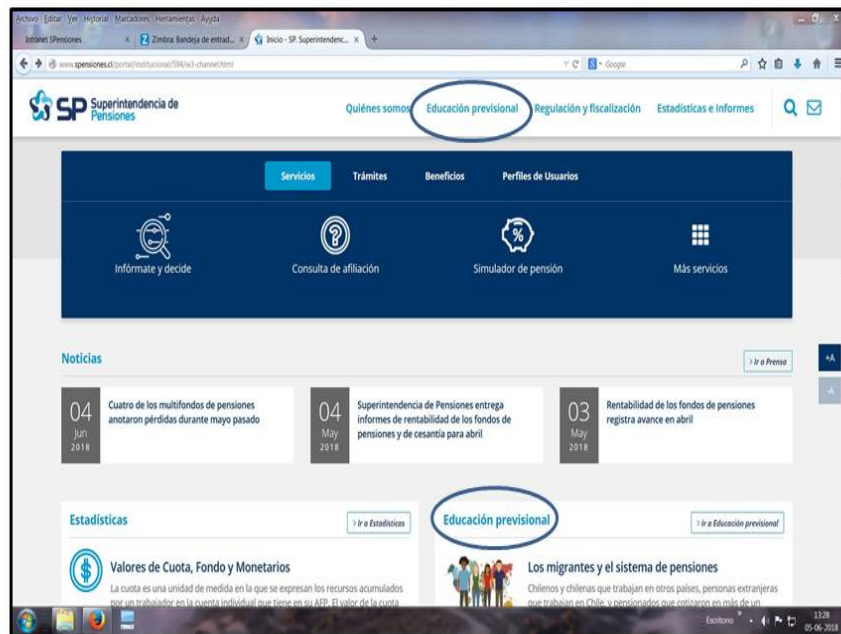 Archivo Editar Ver Historial Marcadores Herramientas Ayuda
Intranet SPensiones
Zimbra: Bandeja de entrad...
Inicio - SP. Superintendenc...
www.spensiones.cl/portal/institucional/594/w3-channel.html
Google
SP Superintendencia de Pensiones
Quiénes somos Educación previsional Regulación y fiscalización Estadísticas e Informes
Servicios Trámites Beneficios Perfiles de Usuarios
Infórmate y decide Consulta de afiliación Simulador de pensión Más servicios
Noticias
> Ir a Prensa
+A
-A
04 Jun 2018
Cuatro de los multifondos de pensiones
anotaron pérdidas durante mayo pasado
04 May 2018
Superintendencia de Pensiones entrega
informes de rentabilidad de los fondos de
pensiones y de cesantía para abril
03 May 2018
Rentabilidad de los fondos de pensiones
registra avance en abril
Estadísticas
> Ir a Estadísticas
Valores de Cuota, Fondo y Monetarios
La cuota es una unidad de medida en la que se expresan los recursos acumulados
por un trabajador en la cuenta individual que tiene en su AFP. El valor de la cuota
Educación previsional
> Ir a Educación previsional
Los migrantes y el sistema de pensiones
Chilenos y chilenas que trabajan en otros países, personas extranjeras
que trabajan en Chile, y pensionados que cotizaron en más de un
Escritorio
13:28
05-06-2018